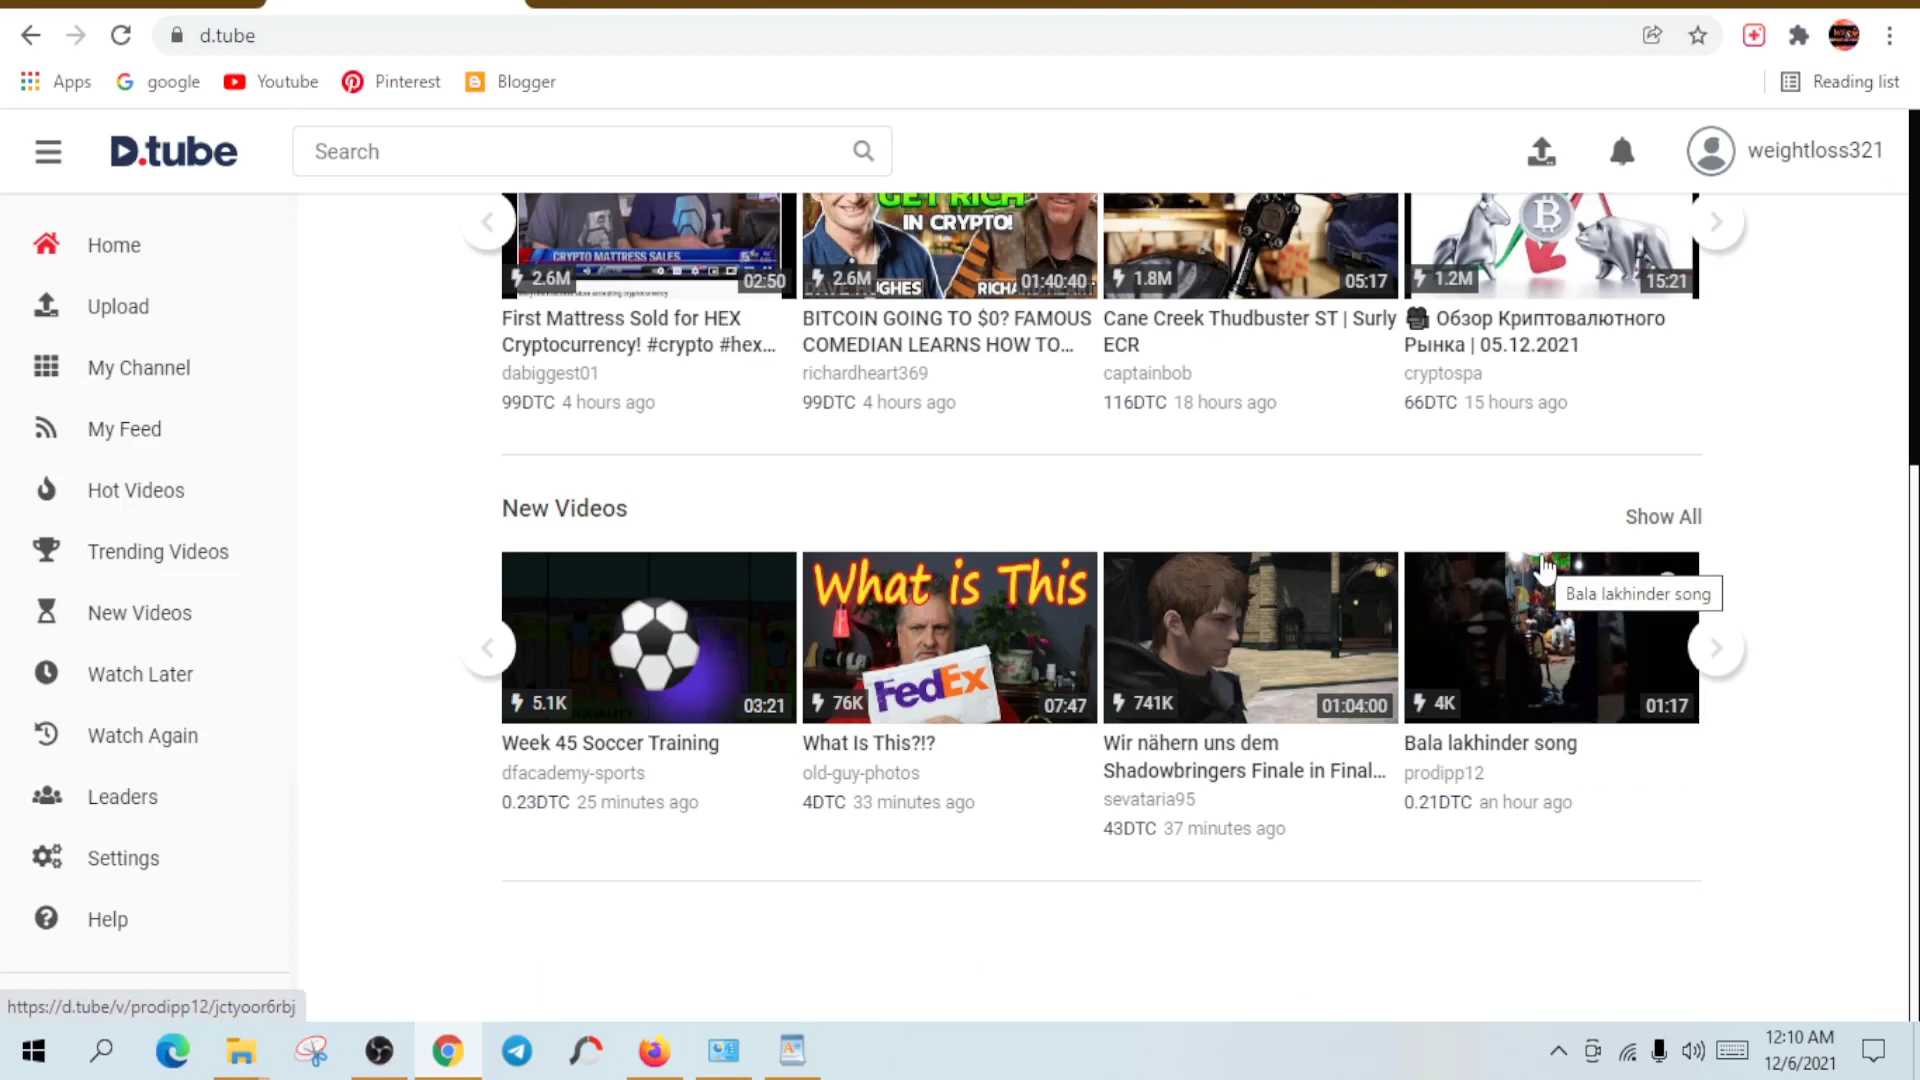 d.tube
Apps
google
Youtube
Pinterest
Blogger
Reading list
D.tube
Search
weightloss321
Home
Upload
My Channel
My Feed
Hot Videos
Trending Videos
New Videos
Watch Later
Watch Again
Leaders
Settings
Help
CRYPTO MATTRESS SALES
2.6M
02:50
First Mattress Sold for HEX
Cryptocurrency! #crypto #hex...
dabiggest01
99DTC 4 hours ago
GET RICH
IN CRYPTO!
2.6M
01:40:40
BITCOIN GOING TO $0? FAMOUS
COMEDIAN LEARNS HOW TO...
richardheart369
99DTC 4 hours ago
1.8M
05:17
Cane Creek Thudbuster ST | Surly
ECR
captainbob
116DTC 18 hours ago
1.2M
15:21
Обзор Криптовалютного
Рынка | 05.12.2021
cryptospa
66DTC 15 hours ago
New Videos
Show All
5.1K
03:21
Week 45 Soccer Training
dfacademy-sports
0.23DTC 25 minutes ago
What is This
FedEx
76K
07:47
What Is This?!?
old-guy-photos
4DTC 33 minutes ago
741K
01:04:00
Wir nähern uns dem
Shadowbringers Finale in Final...
sevataria95
43DTC 37 minutes ago
Bala lakhinder song
4K
01:17
Bala lakhinder song
prodipp12
0.21DTC an hour ago
https://d.tube/v/prodipp12/jctyoor6rbj
12:10 AM
12/6/2021